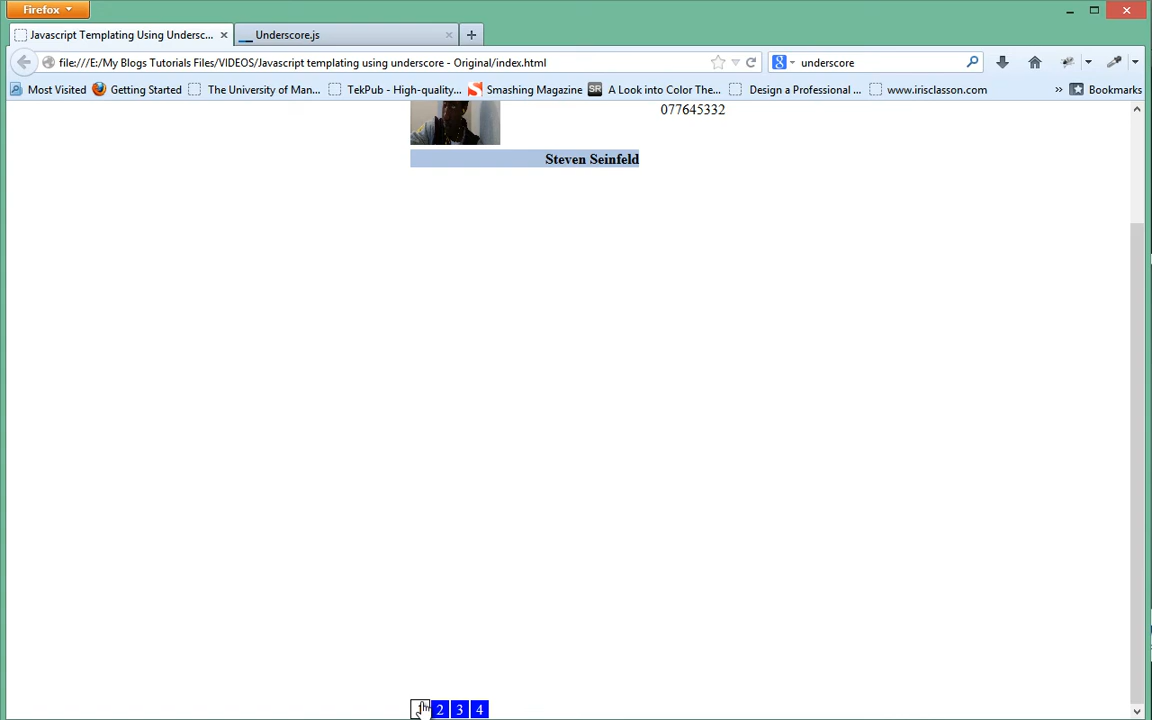 Firefox
Javascript Templating Using Undersc...
Underscore.js
file:///E:/My Blogs Tutorials Files/VIDEOS/Javascript templating using underscore - Original/index.html
underscore
Most Visited
Getting Started
The University of Man...
TekPub - High-quality,...
Smashing Magazine
SR
A Look into Color The...
Design a Professional ...
www.irisclasson.com
»
Bookmarks
077645332
Steven Seinfeld
2 3 4